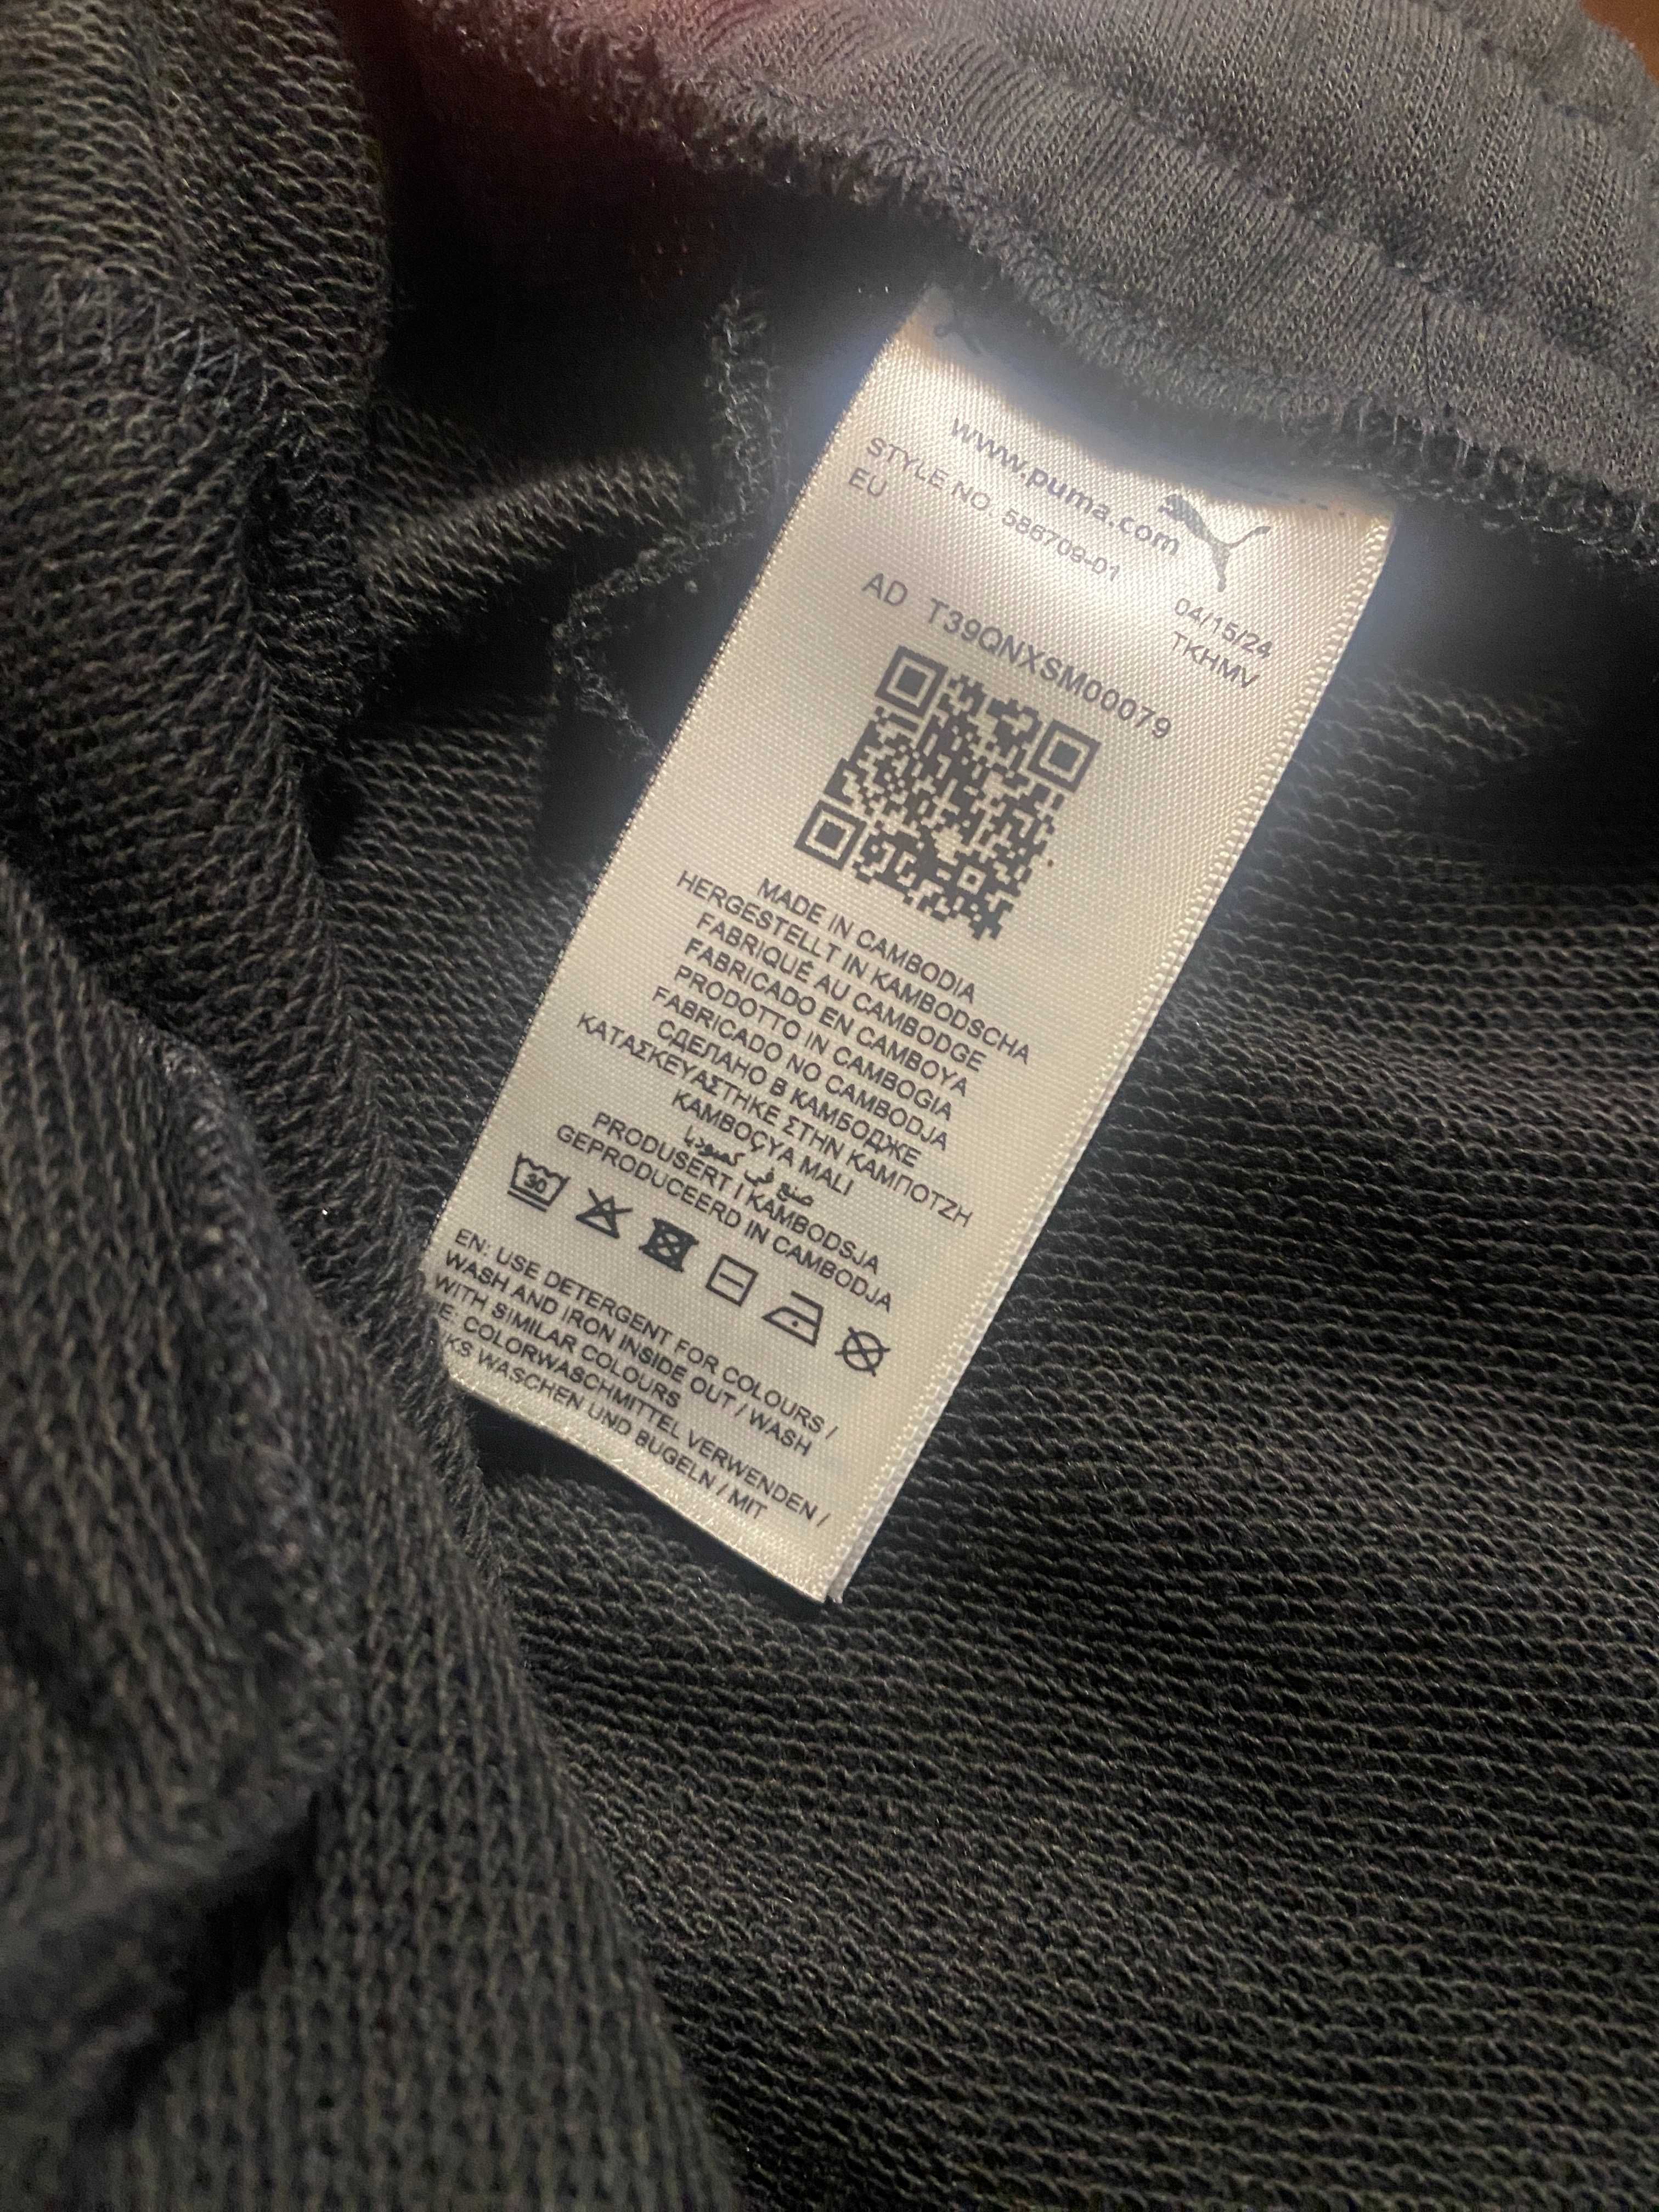 www.puma.com
STYLE NO. 586709-01 04/15/24
EU TKHMV
AD T39QNXSM00079
MADE IN CAMBODIA
HERGESTELLT IN KAMBODSCHA
FABRIQUÉ AU CAMBODGE
FABRICADO EN CAMBOYA
PRODOTTO IN CAMBOGIA
FABRICADO NO CAMBODJA
СДЕЛАНО В КАМБОДЖЕ
ΚΑΤΑΣΚΕΥΑΣΤΗΚΕ ΣΤΗΝ ΚΑΜΠΟΤΖΗ
KAMBOÇYA MALI
صنع في كمبوديا
PRODUSERT I KAMBODSJA
GEPRODUCEERD IN CAMBODJA
30
EN: USE DETERGENT FOR COLOURS /
WASH AND IRON INSIDE OUT / WASH
WITH SIMILAR COLOURS
E: COLORWASCHMITTEL VERWENDEN /
KS WASCHEN UND BÜGELN / MIT